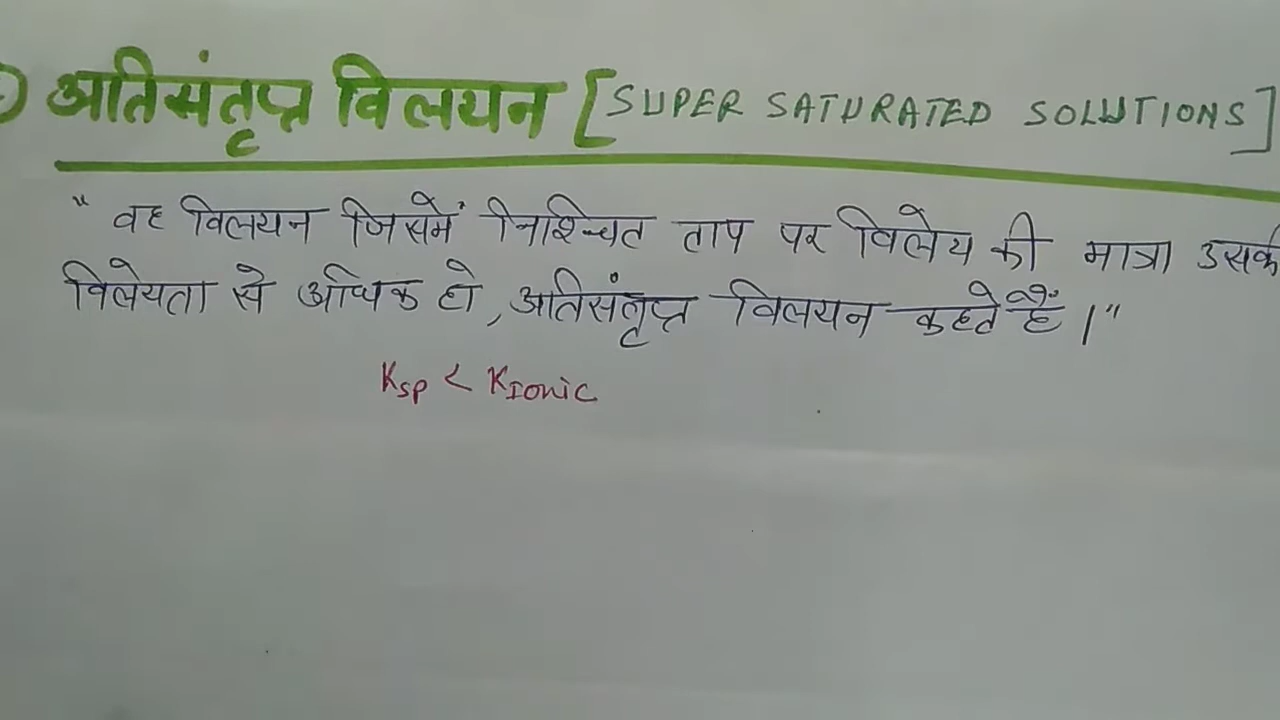 अतिसंतृप्त विलयन [SUPER SATURATED SOLUTIONS]
" वह विलयन जिसमें निश्चित ताप पर विलेय की मात्रा उसकी
विलेयता से अधिक हो, अतिसंतृप्त विलयन कहते हैं।"
Ksp < KIonic